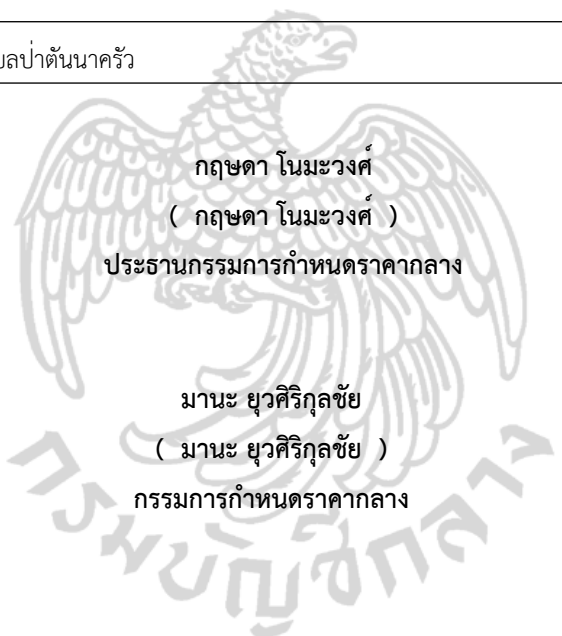 ลป่าตันนาครัว
กฤษดา โนมะวงศ์
( กฤษดา โนมะวงศ์ )
ประธานกรรมการกำหนดราคากลาง
มานะ ยุวศิริกุลชัย
( มานะ ยุวศิริกุลชัย )
กรรมการกำหนดราคากลาง
กรมบัญชีกลาง